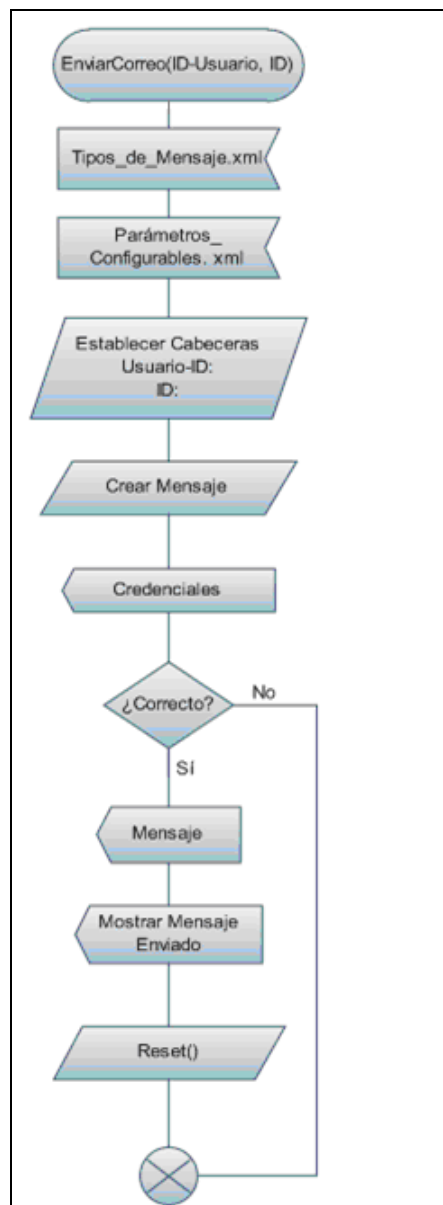 EnviarCorreo(ID-Usuario, ID)
Tipos_de_Mensaje.xml
Parámetros_
Configurables. xml
Establecer Cabeceras
Usuario-ID:
ID:
Crear Mensaje
Credenciales
¿Correcto?
No
Sí
Mensaje
Mostrar Mensaje
Enviado
Reset()